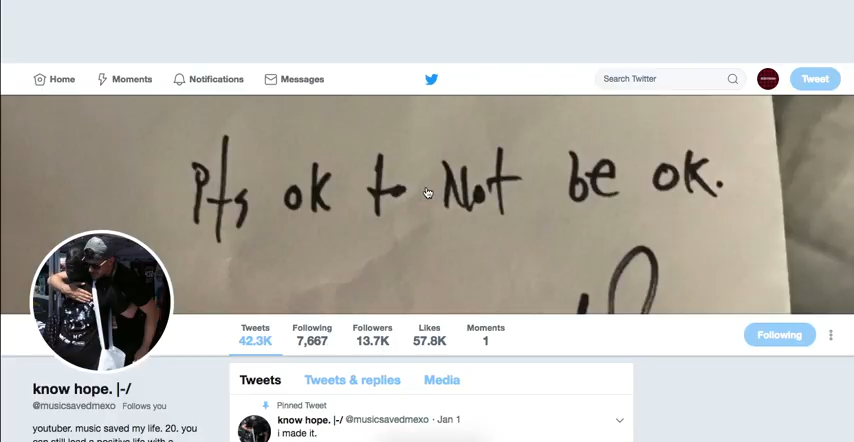 Home
Moments
Notifications
Messages
Search Twitter
Tweet
Pts ok to Not be ok.
Tweets
Following
Followers
Likes
Moments
42.3K
7,667
13.7K
57.8K
1
Following
know hope. |-/
@musicsavedmexo Follows you
youtuber. music saved my life. 20. you
can still lead a positive life with a
Tweets
Tweets & replies
Media
Pinned Tweet
know hope. |-/ @musicsavedmexo · Jan 1
i made it.